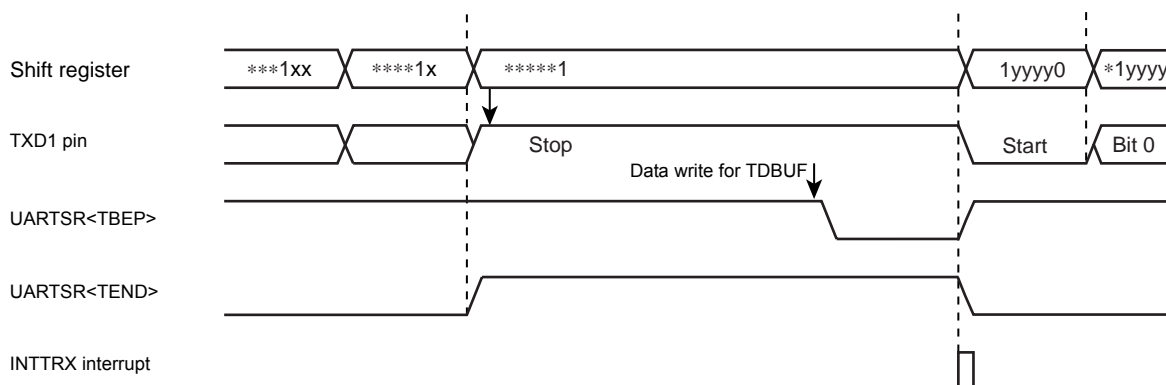 Shift register ***1xx ****1x *****1 1yyyy0 *1yyyy
TXD1 pin Stop Start Bit 0
Data write for TDBUF
UARTSR<TBEP>
UARTSR<TEND>
INTTRX interrupt